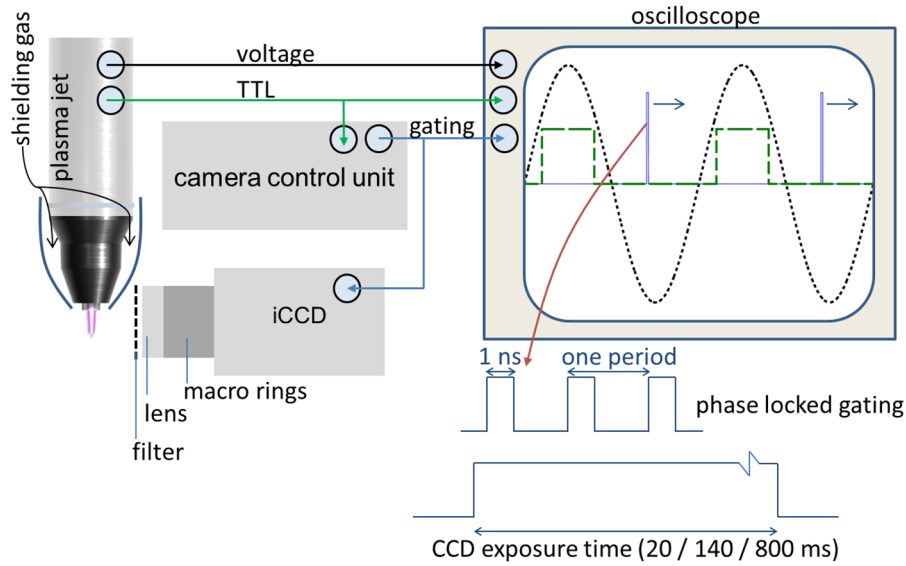 oscilloscope
shielding gas
plasma jet
voltage
TTL
gating
camera control unit
iCCD
macro rings
lens
filter
1 ns
one period
phase locked gating
CCD exposure time (20 / 140 / 800 ms)